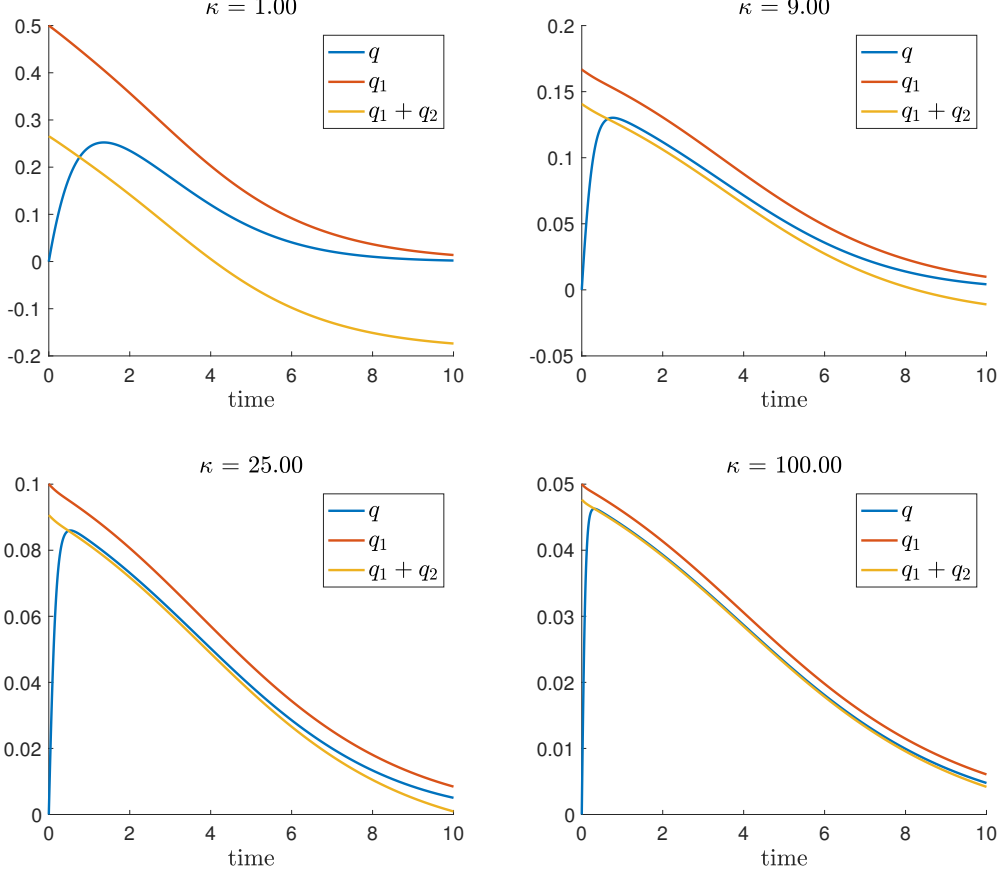 κ = 1.00
0.5
0.4
0.3
0.2
0.1
0
-0.1
-0.2
0 2 4 6 8 10
time
q
q₁
q₁ + q₂
κ = 9.00
0.2
0.15
0.1
0.05
0
-0.05
0 2 4 6 8 10
time
q
q₁
q₁ + q₂
κ = 25.00
0.1
0.08
0.06
0.04
0.02
0
0 2 4 6 8 10
time
q
q₁
q₁ + q₂
κ = 100.00
0.05
0.04
0.03
0.02
0.01
0
0 2 4 6 8 10
time
q
q₁
q₁ + q₂